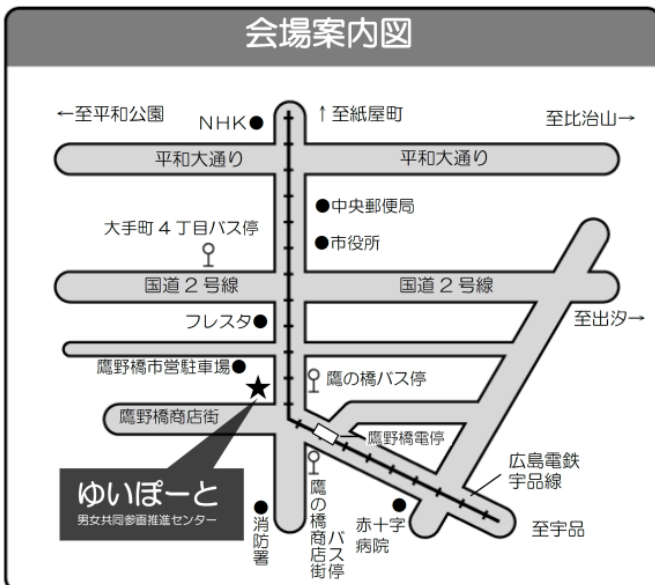 会場案内図
←至平和公園
NHK●
↑至紙屋町
至比治山→
平和大通り
平和大通り
●中央郵便局
大手町4丁目バス停
●市役所
国道2号線
国道2号線
フレスタ●
至出汐→
鷹野橋市営駐車場●
★
鷹の橋バス停
鷹野橋商店街
鷹野橋電停
広島電鉄
宇品線
ゆいぽーと
男女共同参画推進センター
●消防署
鷹の橋商店街
バス停
●
赤十字
病院
至宇品